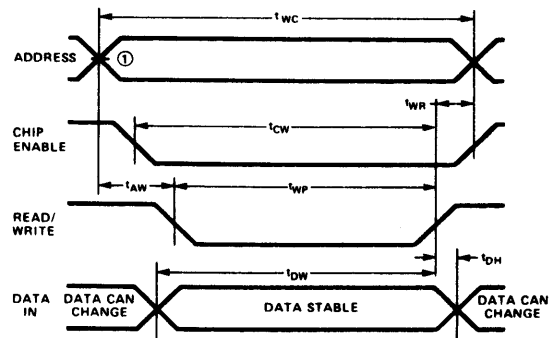 t WC
ADDRESS
①
tWR
tCW
CHIP
ENABLE
tAW
tWP
READ/
WRITE
tDH
tDW
DATA
IN
DATA CAN
CHANGE
DATA STABLE
DATA CAN
CHANGE